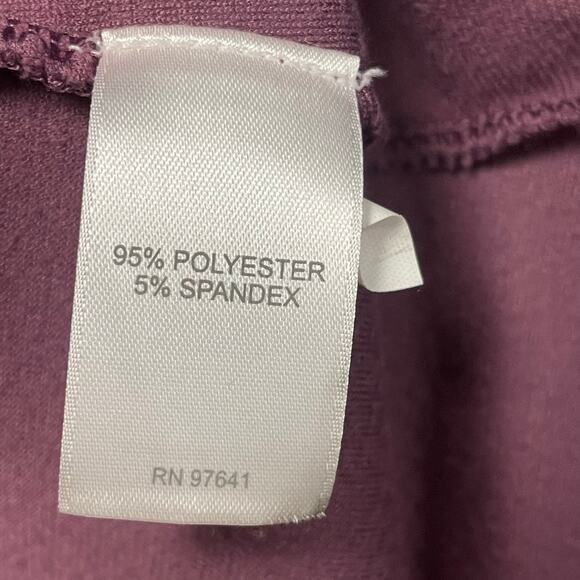 95% POLYESTER
5% SPANDEX
RN 97641